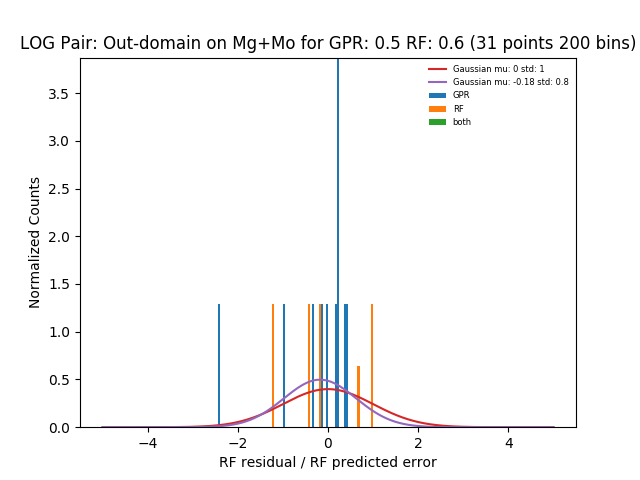 LOG Pair: Out-domain on Mg+Mo for GPR: 0.5 RF: 0.6 (31 points 200 bins)
Gaussian mu: 0 std: 1
Gaussian mu: -0.18 std: 0.8
GPR
RF
both
Normalized Counts
3.5
3.0
2.5
2.0
1.5
1.0
0.5
0.0
−4 −2 0 2 4
RF residual / RF predicted error